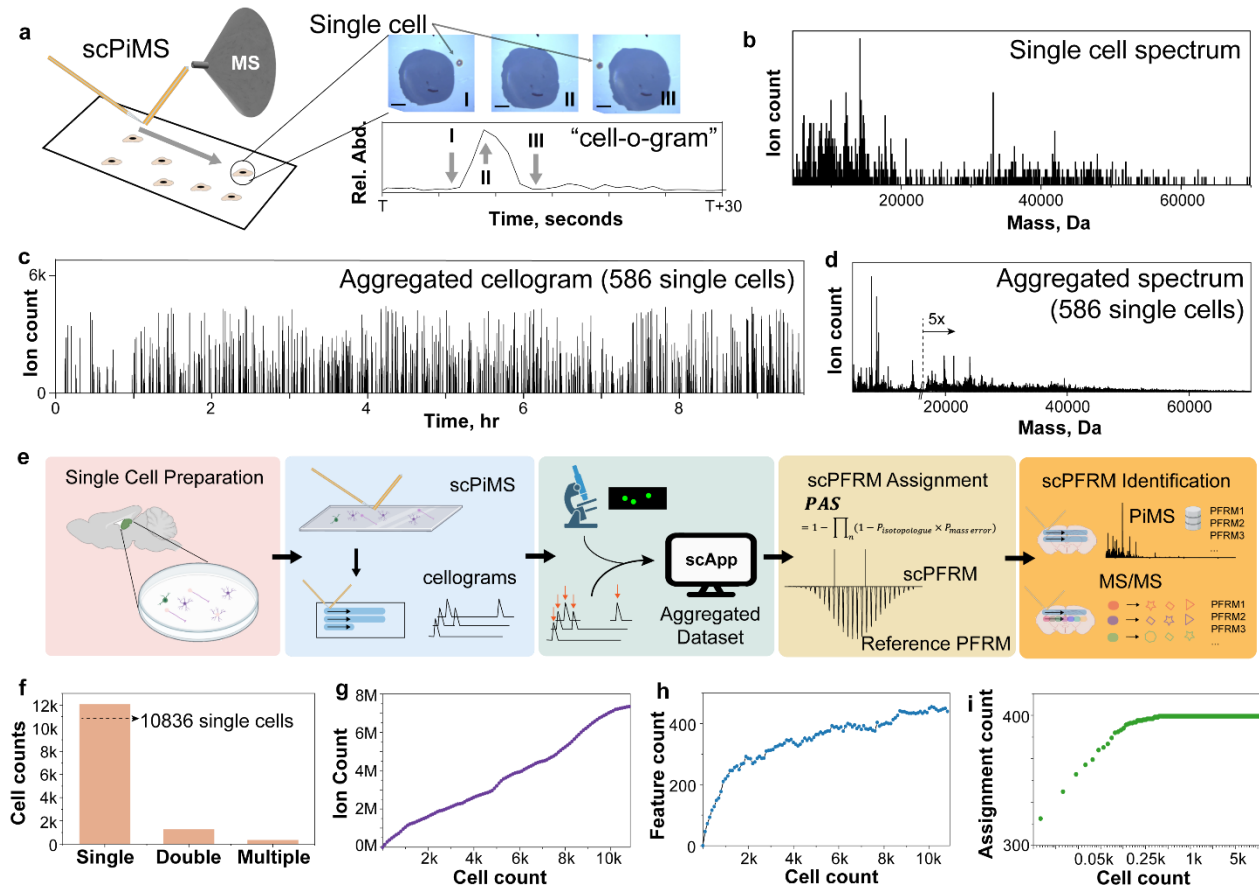 a
scPiMS
MS
Single cell
I
II
III
"cell-o-gram"
Rel. Abd.
I
II
III
T
T+30
Time, seconds
b
Single cell spectrum
Ion count
20000
40000
60000
Mass, Da
c
Aggregated cellogram (586 single cells)
Ion count
6k
0
0
2
4
6
8
Time, hr
d
Aggregated spectrum
(586 single cells)
5x
Ion count
20000
40000
60000
Mass, Da
e
Single Cell Preparation
scPiMS
cellograms
scApp
Aggregated
Dataset
scPFRM Assignment
PAS
= 1 − ∏n(1 − Pisotopologue × Pmass error)
scPFRM
Reference PFRM
scPFRM Identification
PiMS
PFRM1
PFRM2
PFRM3
...
MS/MS
PFRM1
PFRM2
PFRM3
...
f
Cell counts
12k
10k
8k
6k
4k
2k
0
10836 single cells
Single
Double
Multiple
g
Ion Count
8M
6M
4M
2M
0M
2k
4k
6k
8k
10k
Cell count
h
Feature count
400
200
0
2k
4k
6k
8k
10k
Cell count
i
Assignment count
400
300
0.05k
0.25k
1k
5k
Cell count